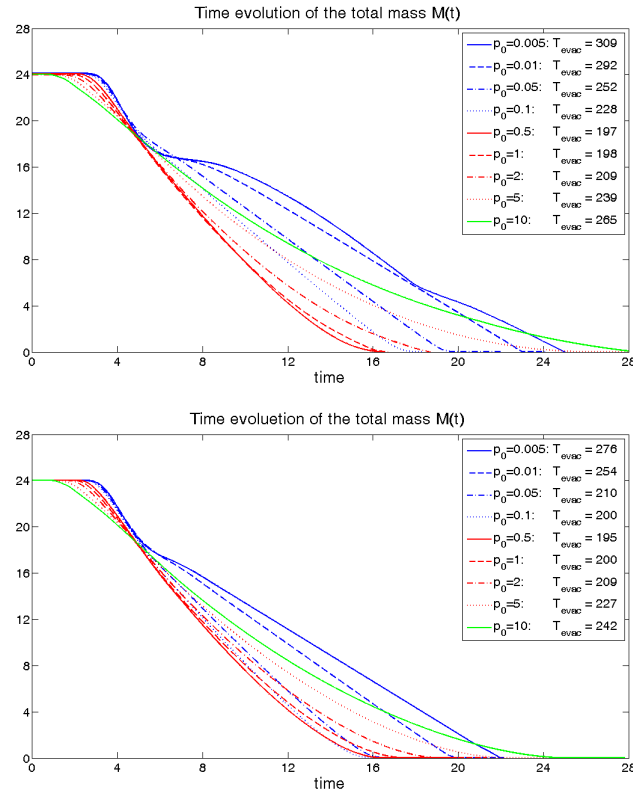 Time evolution of the total mass M(t)
28
24
20
16
12
8
4
0
0 4 8 12 16 20 24 28
time
p0=0.005: Tevac = 309
p0=0.01: Tevac = 292
p0=0.05: Tevac = 252
p0=0.1: Tevac = 228
p0=0.5: Tevac = 197
p0=1: Tevac = 198
p0=2: Tevac = 209
p0=5: Tevac = 239
p0=10: Tevac = 265
Time evoluetion of the total mass M(t)
28
24
20
16
12
8
4
0
0 4 8 12 16 20 24 28
time
p0=0.005: Tevac = 276
p0=0.01: Tevac = 254
p0=0.05: Tevac = 210
p0=0.1: Tevac = 200
p0=0.5: Tevac = 195
p0=1: Tevac = 200
p0=2: Tevac = 209
p0=5: Tevac = 227
p0=10: Tevac = 242